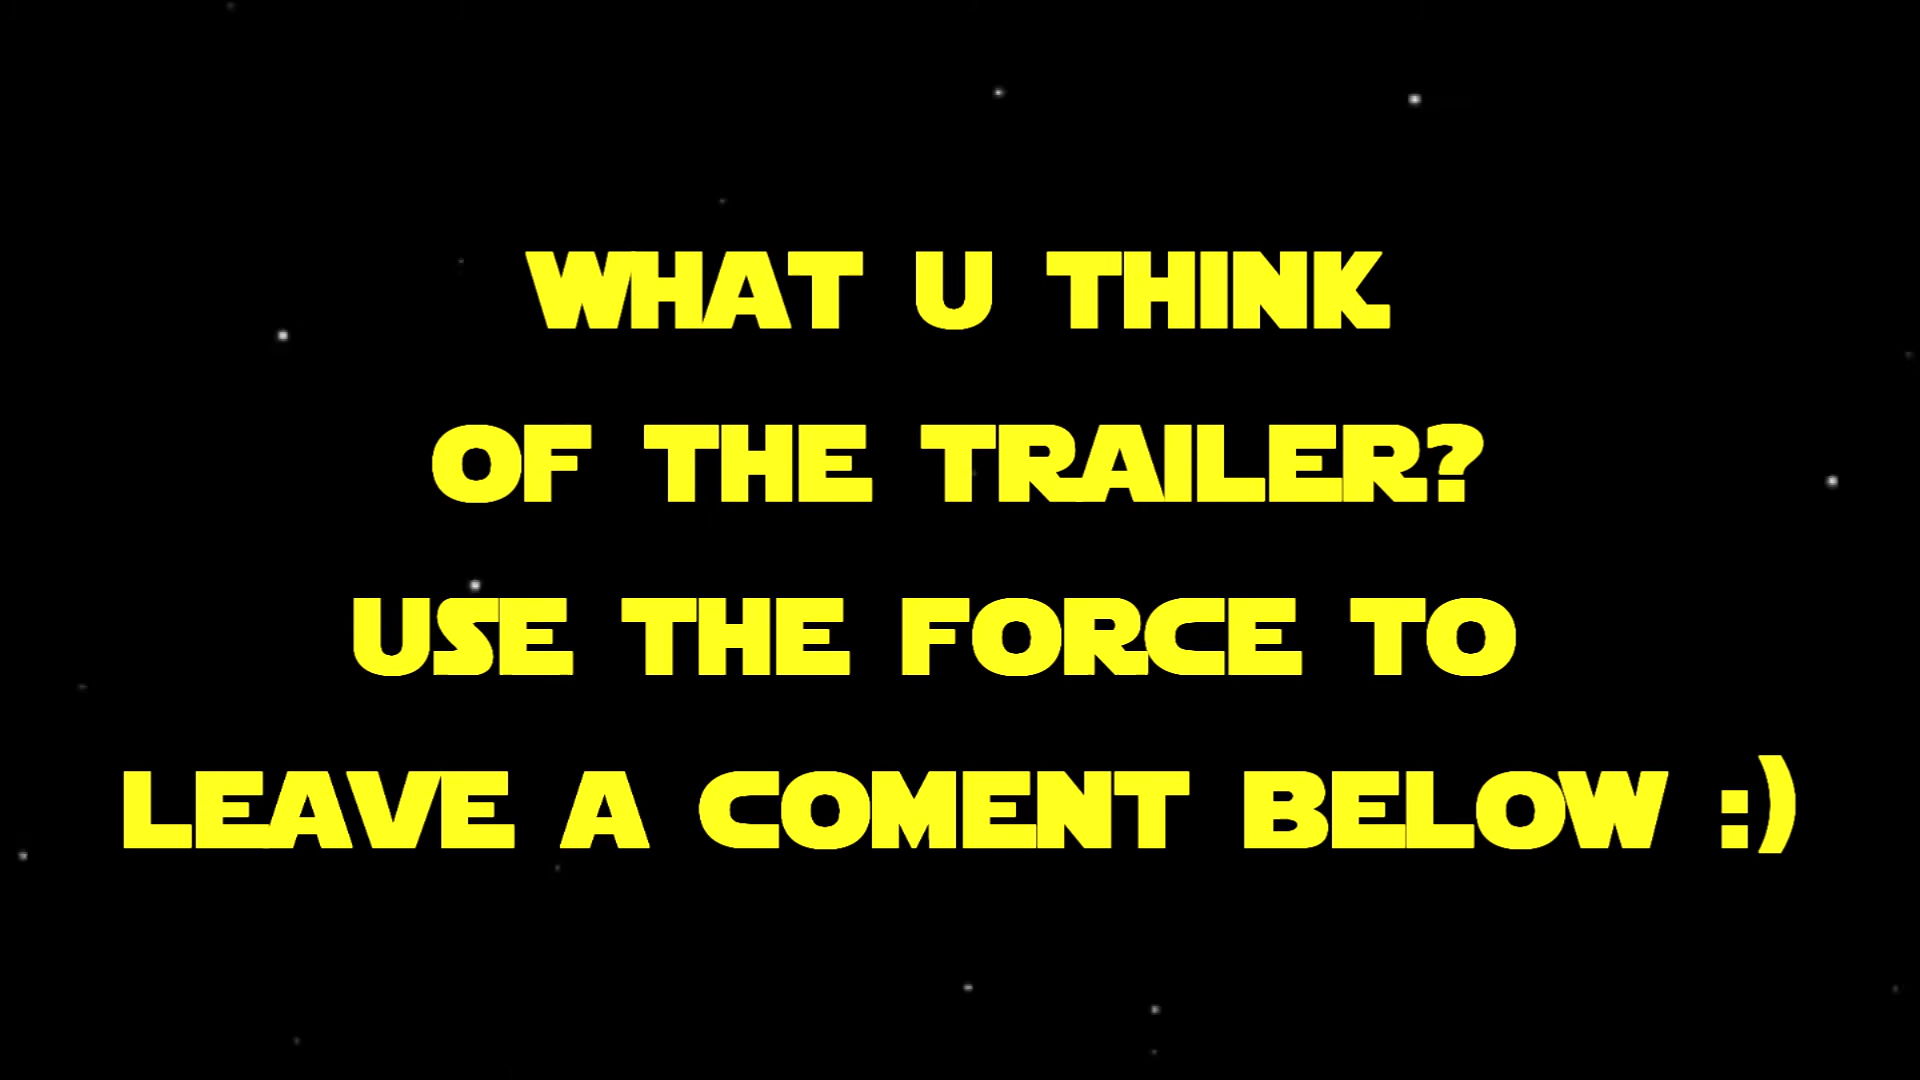 WHAT U THINK
OF THE TRAILER?
USE THE FORCE TO
LEAVE A COMENT BELOW :)